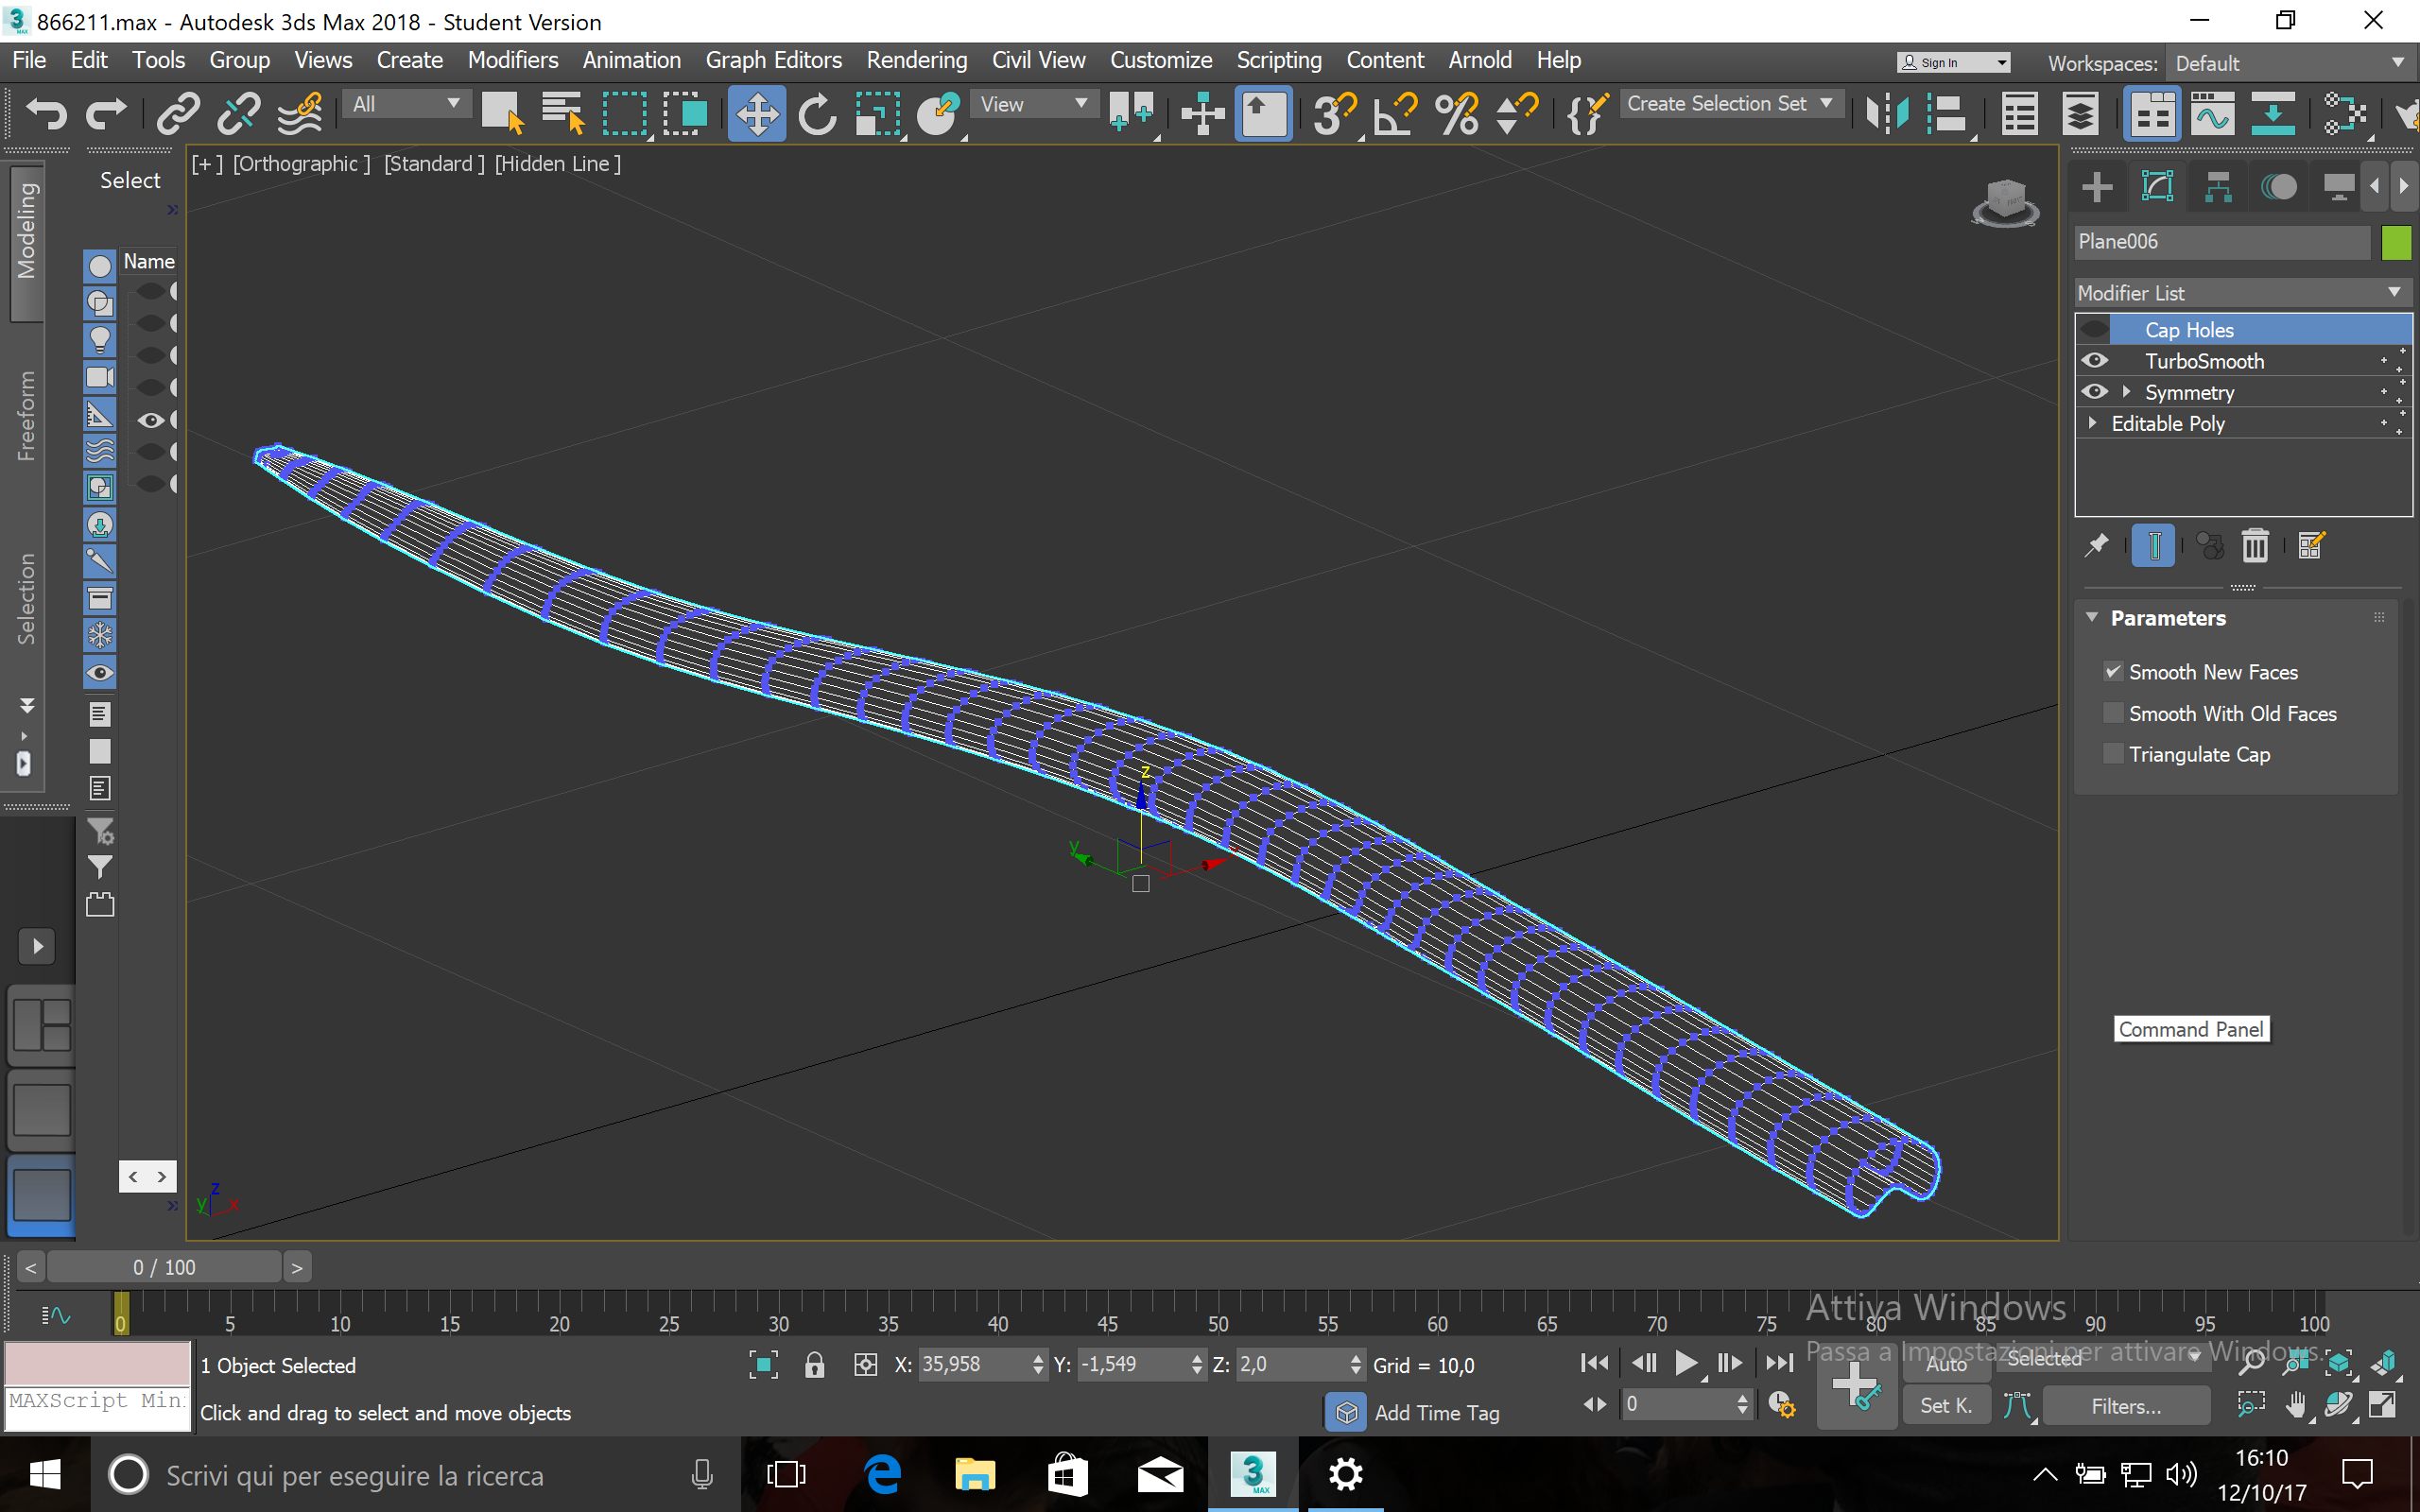 866211.max - Autodesk 3ds Max 2018 - Student Version
File Edit Tools Group Views Create Modifiers Animation Graph Editors Rendering Civil View Customize Scripting Content Arnold Help
Sign In
Workspaces: Default
All
View
Create Selection Set
[+] [Orthographic ] [Standard ] [Hidden Line ]
Modeling
Freeform
Selection
Select
Name
Plane006
Modifier List
Cap Holes
TurboSmooth
Symmetry
Editable Poly
Parameters
Smooth New Faces
Smooth With Old Faces
Triangulate Cap
Command Panel
z
y
z
y x
0 / 100
0 5 10 15 20 25 30 35 40 45 50 55 60 65 70 75 80 85 90 95 100
Attiva Windows
Passa a Impostazioni per attivare Windows.
1 Object Selected
X: 35,958 Y: -1,549 Z: 2,0 Grid = 10,0
Auto Selected
MAXScript Min
Click and drag to select and move objects
Add Time Tag
0
Set K. Filters...
Scrivi qui per eseguire la ricerca
3
MAX
16:10
12/10/17